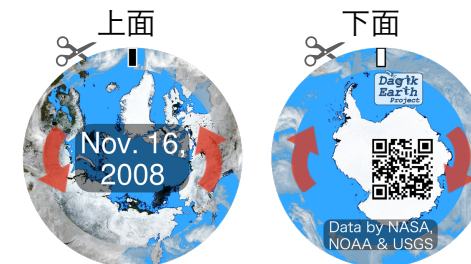 上面
下面
Nov. 16,
2008
Dagik
Earth
Project
Data by NASA,
NOAA & USGS